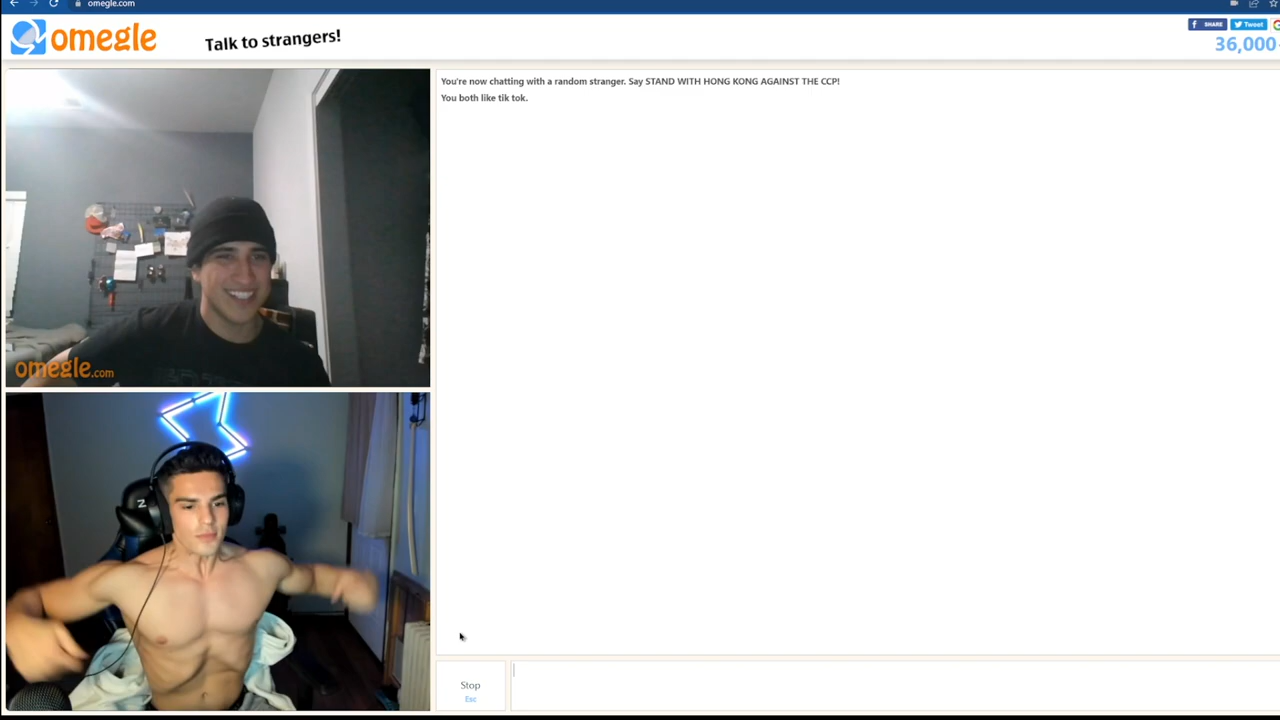 omegle.com
omegle
Talk to strangers!
SHARE
Tweet
36,000
You're now chatting with a random stranger. Say STAND WITH HONG KONG AGAINST THE CCP!
You both like tik tok.
omegle.com
Stop
Esc